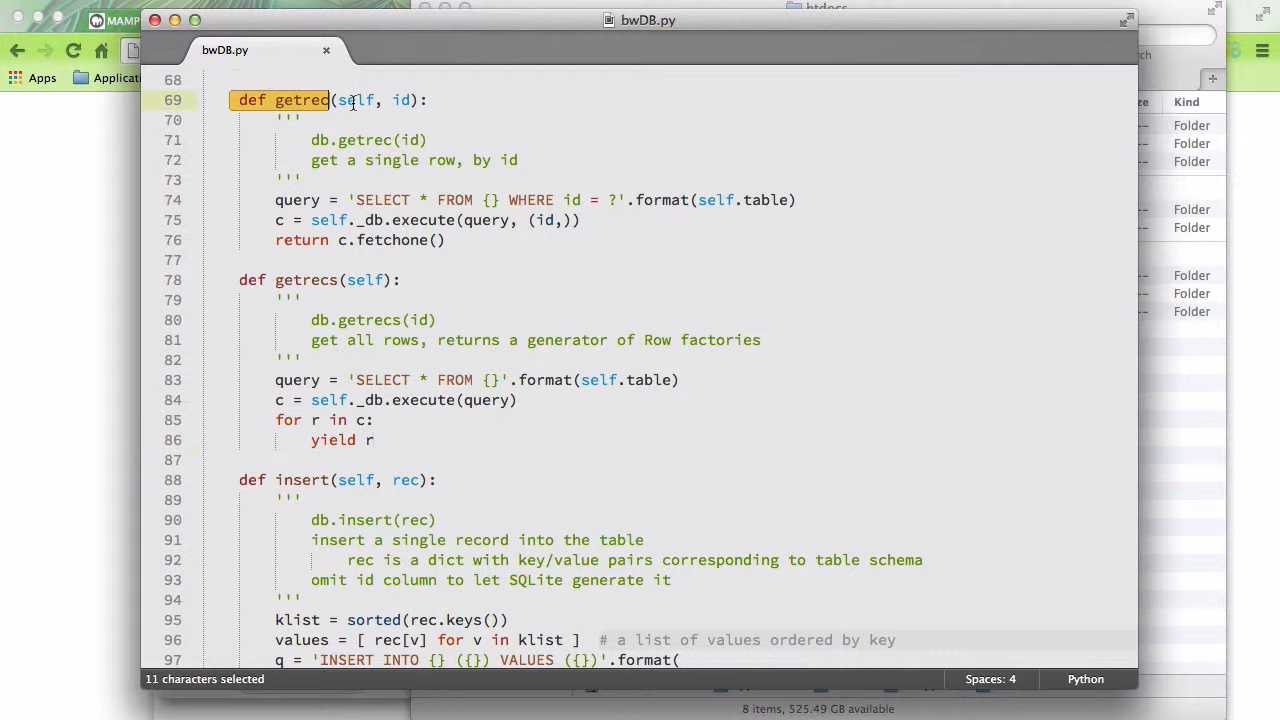 bwDB.py
MAMP
htdocs
bwDB.py ×
Apps
Applicati
68
69 def getrec(self, id):
70 '''
71 db.getrec(id)
72 get a single row, by id
73 '''
74 query = 'SELECT * FROM {} WHERE id = ?'.format(self.table)
75 c = self._db.execute(query, (id,))
76 return c.fetchone()
77
78 def getrecs(self):
79 '''
80 db.getrecs(id)
81 get all rows, returns a generator of Row factories
82 '''
83 query = 'SELECT * FROM {}'.format(self.table)
84 c = self._db.execute(query)
85 for r in c:
86 yield r
87
88 def insert(self, rec):
89 '''
90 db.insert(rec)
91 insert a single record into the table
92 rec is a dict with key/value pairs corresponding to table schema
93 omit id column to let SQLite generate it
94 '''
95 klist = sorted(rec.keys())
96 values = [ rec[v] for v in klist ] # a list of values ordered by key
97 q = 'INSERT INTO {} ({}) VALUES ({})'.format(
11 characters selected
Spaces: 4
Python
rch
ze Kind
-- Folder
-- Folder
-- Folder
-- Folder
-- Folder
-- Folder
-- Folder
-- Folder
8 items, 525.49 GB available